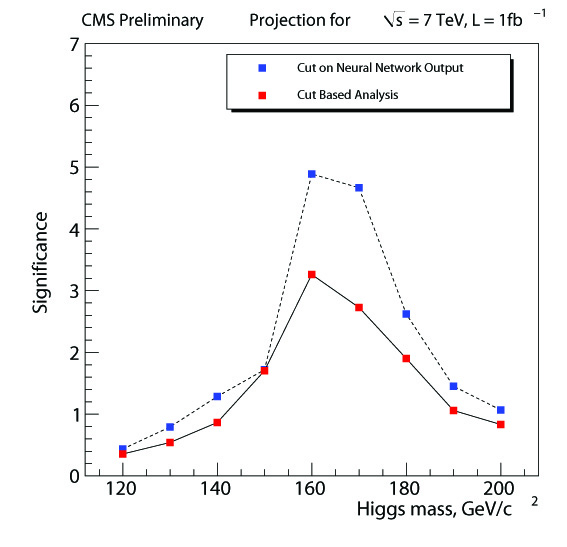 CMS Preliminary Projection for √s = 7 TeV, L = 1fb⁻¹
Cut on Neural Network Output
Cut Based Analysis
Significance
7
6
5
4
3
2
1
0
120 140 160 180 200
Higgs mass, GeV/c²